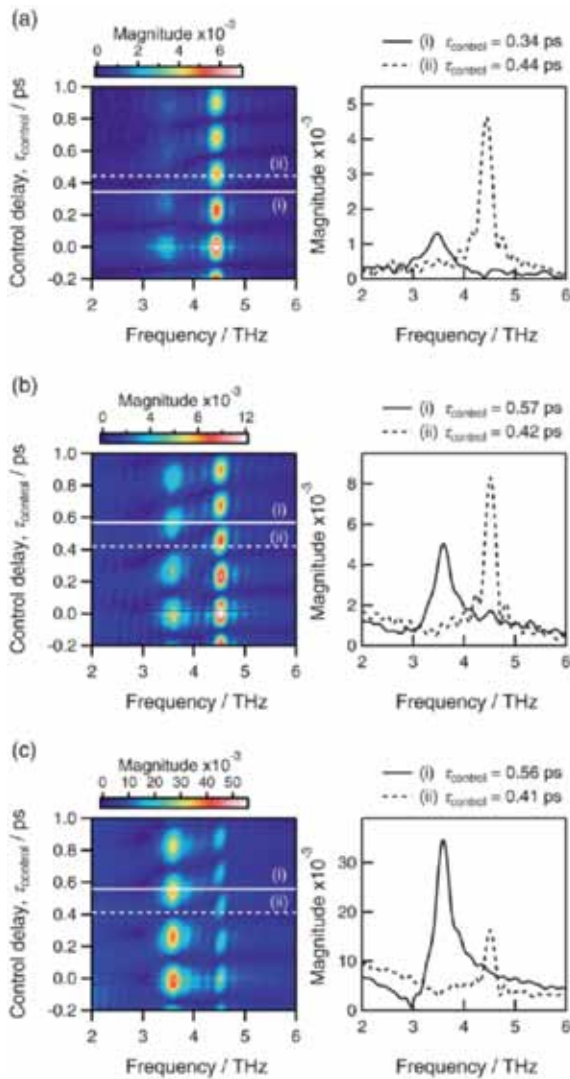 (a)
Magnitude x10⁻³
0 2 4 6
(i) τcontrol = 0.34 ps
(ii) τcontrol = 0.44 ps
Control delay, τcontrol / ps
1.0
0.8
0.6
0.4
0.2
0.0
-0.2
(ii)
(i)
2 3 4 5 6
Frequency / THz
Magnitude x10⁻³
5
4
3
2
1
0
2 3 4 5 6
Frequency / THz
(b)
Magnitude x10⁻³
0 4 8 12
(i) τcontrol = 0.57 ps
(ii) τcontrol = 0.42 ps
Control delay, τcontrol / ps
1.0
0.8
0.6
0.4
0.2
0.0
-0.2
(i)
(ii)
2 3 4 5 6
Frequency / THz
Magnitude x10⁻³
8
6
4
2
0
2 3 4 5 6
Frequency / THz
(c)
Magnitude x10⁻³
0 10 20 30 40 50
(i) τcontrol = 0.56 ps
(ii) τcontrol = 0.41 ps
Control delay, τcontrol / ps
1.0
0.8
0.6
0.4
0.2
0.0
-0.2
(i)
(ii)
2 3 4 5 6
Frequency / THz
Magnitude x10⁻³
30
20
10
0
2 3 4 5 6
Frequency / THz